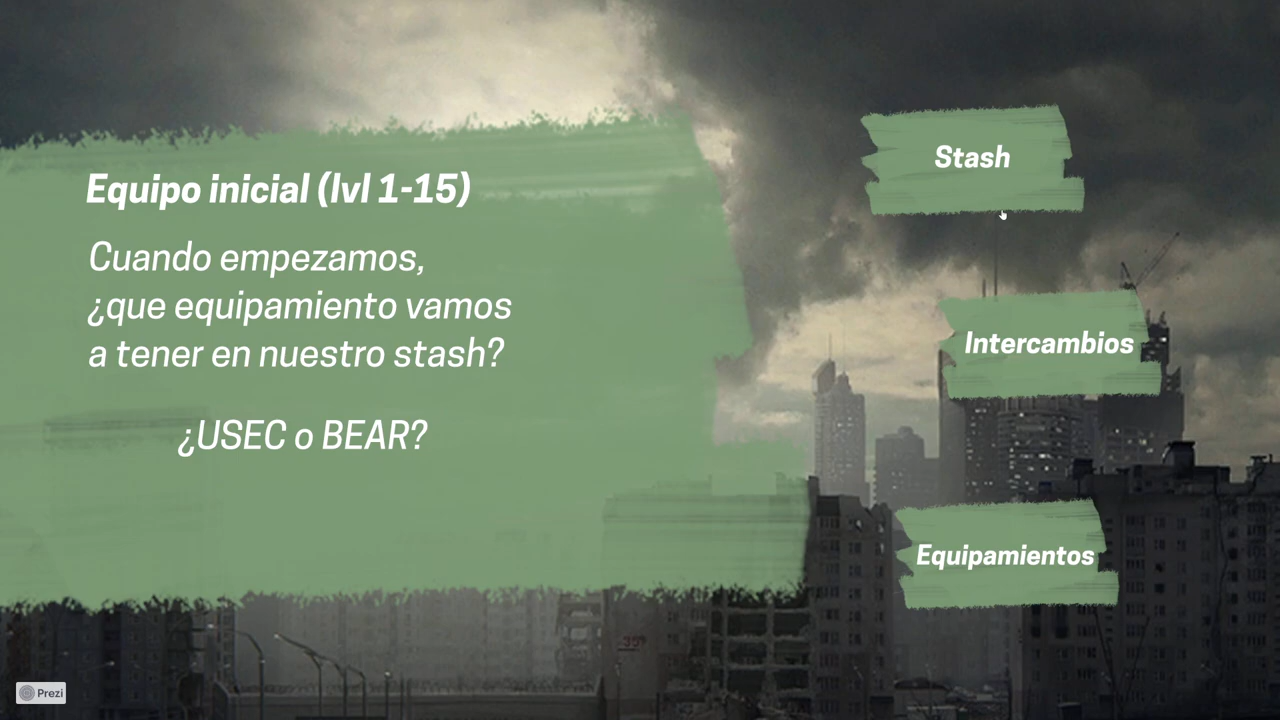 Equipo inicial (lvl 1-15)
Cuando empezamos,
¿que equipamiento vamos
a tener en nuestro stash?
¿USEC o BEAR?
Stash
Intercambios
Equipamientos
Prezi